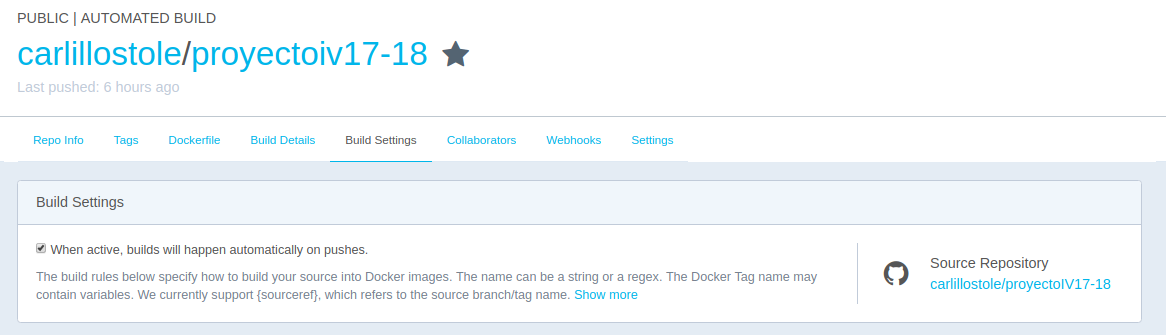 PUBLIC | AUTOMATED BUILD
carlillostole/proyectoiv17-18
Last pushed: 6 hours ago
Repo Info Tags Dockerfile Build Details Build Settings Collaborators Webhooks Settings
Build Settings
When active, builds will happen automatically on pushes.
The build rules below specify how to build your source into Docker images. The name can be a string or a regex. The Docker Tag name may
contain variables. We currently support {sourceref}, which refers to the source branch/tag name. Show more
Source Repository
carlillostole/proyectoIV17-18